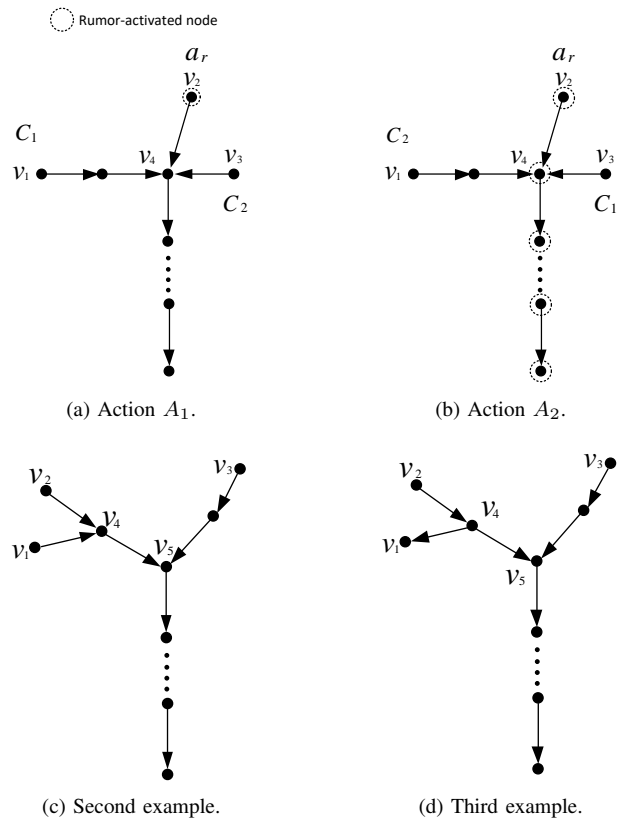 Rumor-activated node
a_r
v_2
C_1
v_1
v_4
v_3
C_2
(a) Action A_1.
a_r
v_2
C_2
v_1
v_4
v_3
C_1
(b) Action A_2.
v_2
v_3
v_4
v_1
v_5
(c) Second example.
v_2
v_3
v_4
v_1
v_5
(d) Third example.